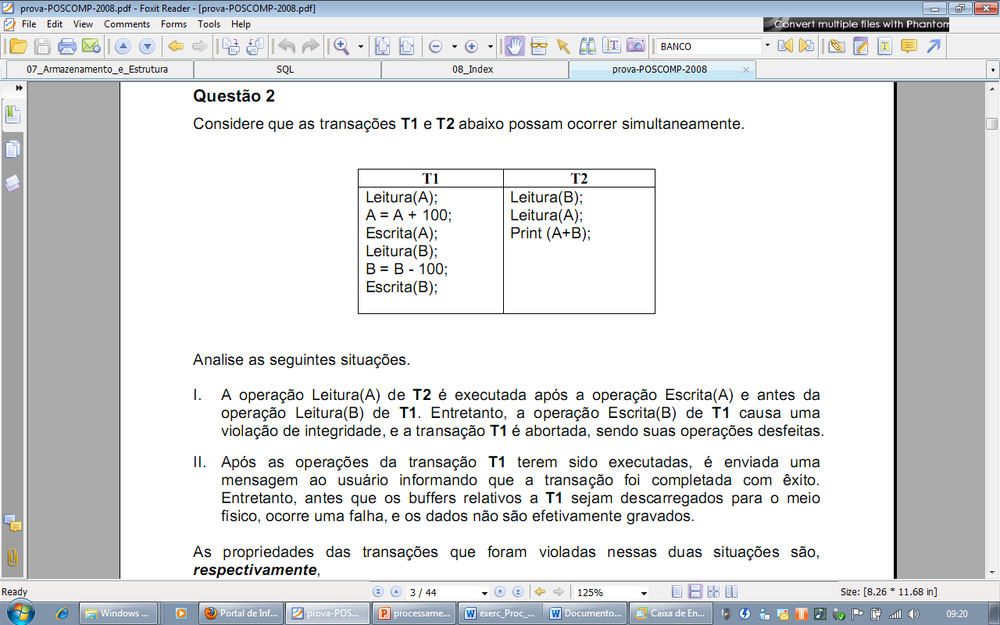 prova-POSCOMP-2008.pdf - Foxit Reader - [prova-POSCOMP-2008.pdf]
File Edit View Comments Forms Tools Help
Convert multiple files with Phantom
BANCO
07_Armazenamento_e_Estrutura SQL 08_Index prova-POSCOMP-2008
Questão 2
Considere que as transações T1 e T2 abaixo possam ocorrer simultaneamente.
T1 T2
Leitura(A); Leitura(B);
A = A + 100; Leitura(A);
Escrita(A); Print (A+B);
Leitura(B);
B = B - 100;
Escrita(B);
Analise as seguintes situações.
I. A operação Leitura(A) de T2 é executada após a operação Escrita(A) e antes da
operação Leitura(B) de T1. Entretanto, a operação Escrita(B) de T1 causa uma
violação de integridade, e a transação T1 é abortada, sendo suas operações desfeitas.
II. Após as operações da transação T1 terem sido executadas, é enviada uma
mensagem ao usuário informando que a transação foi completada com êxito.
Entretanto, antes que os buffers relativos a T1 sejam descarregados para o meio
físico, ocorre uma falha, e os dados não são efetivamente gravados.
As propriedades das transações que foram violadas nessas duas situações são,
respectivamente,
Ready 3 / 44 125% Size: [8.26 * 11.68 in]
Windows ... Portal de Inf... prova-POS... processame... exerc_Proc_... Documento... Caixa de En... 09:20